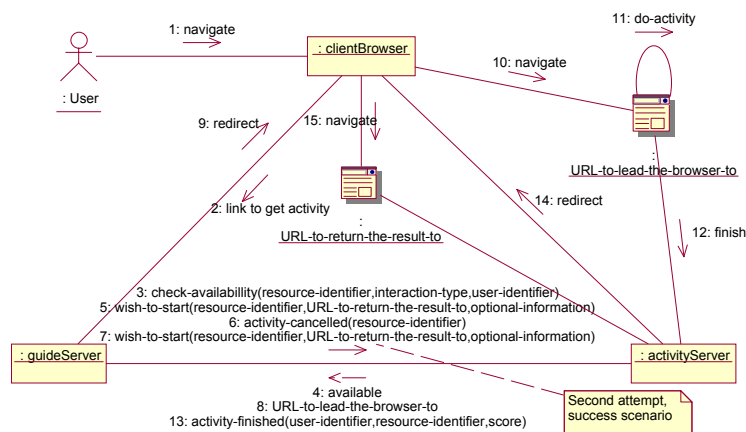 11: do-activity
1: navigate
: clientBrowser
10: navigate
: User
9: redirect
15: navigate
:
URL-to-lead-the-browser-to
2: link to get activity
14: redirect
:
URL-to-return-the-result-to
12: finish
3: check-availabillity(resource-identifier,interaction-type,user-identifier)
5: wish-to-start(resource-identifier,URL-to-return-the-result-to,optional-information)
6: activity-cancelled(resource-identifier)
7: wish-to-start(resource-identifier,URL-to-return-the-result-to,optional-information)
: guideServer
: activityServer
4: available
8: URL-to-lead-the-browser-to
13: activity-finished(user-identifier,resource-identifier,score)
Second attempt,
success scenario